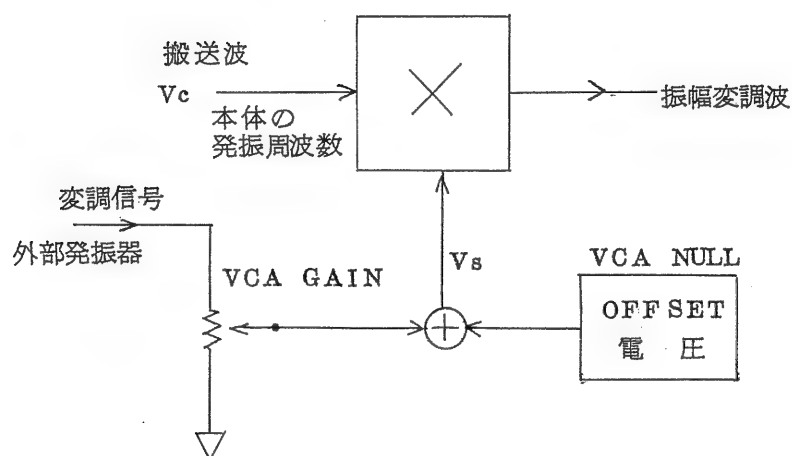 搬送波
Vc
本体の
発振周波数
振幅変調波
変調信号
外部発振器
VCA GAIN
Vs
VCA NULL
OFFSET
電 圧